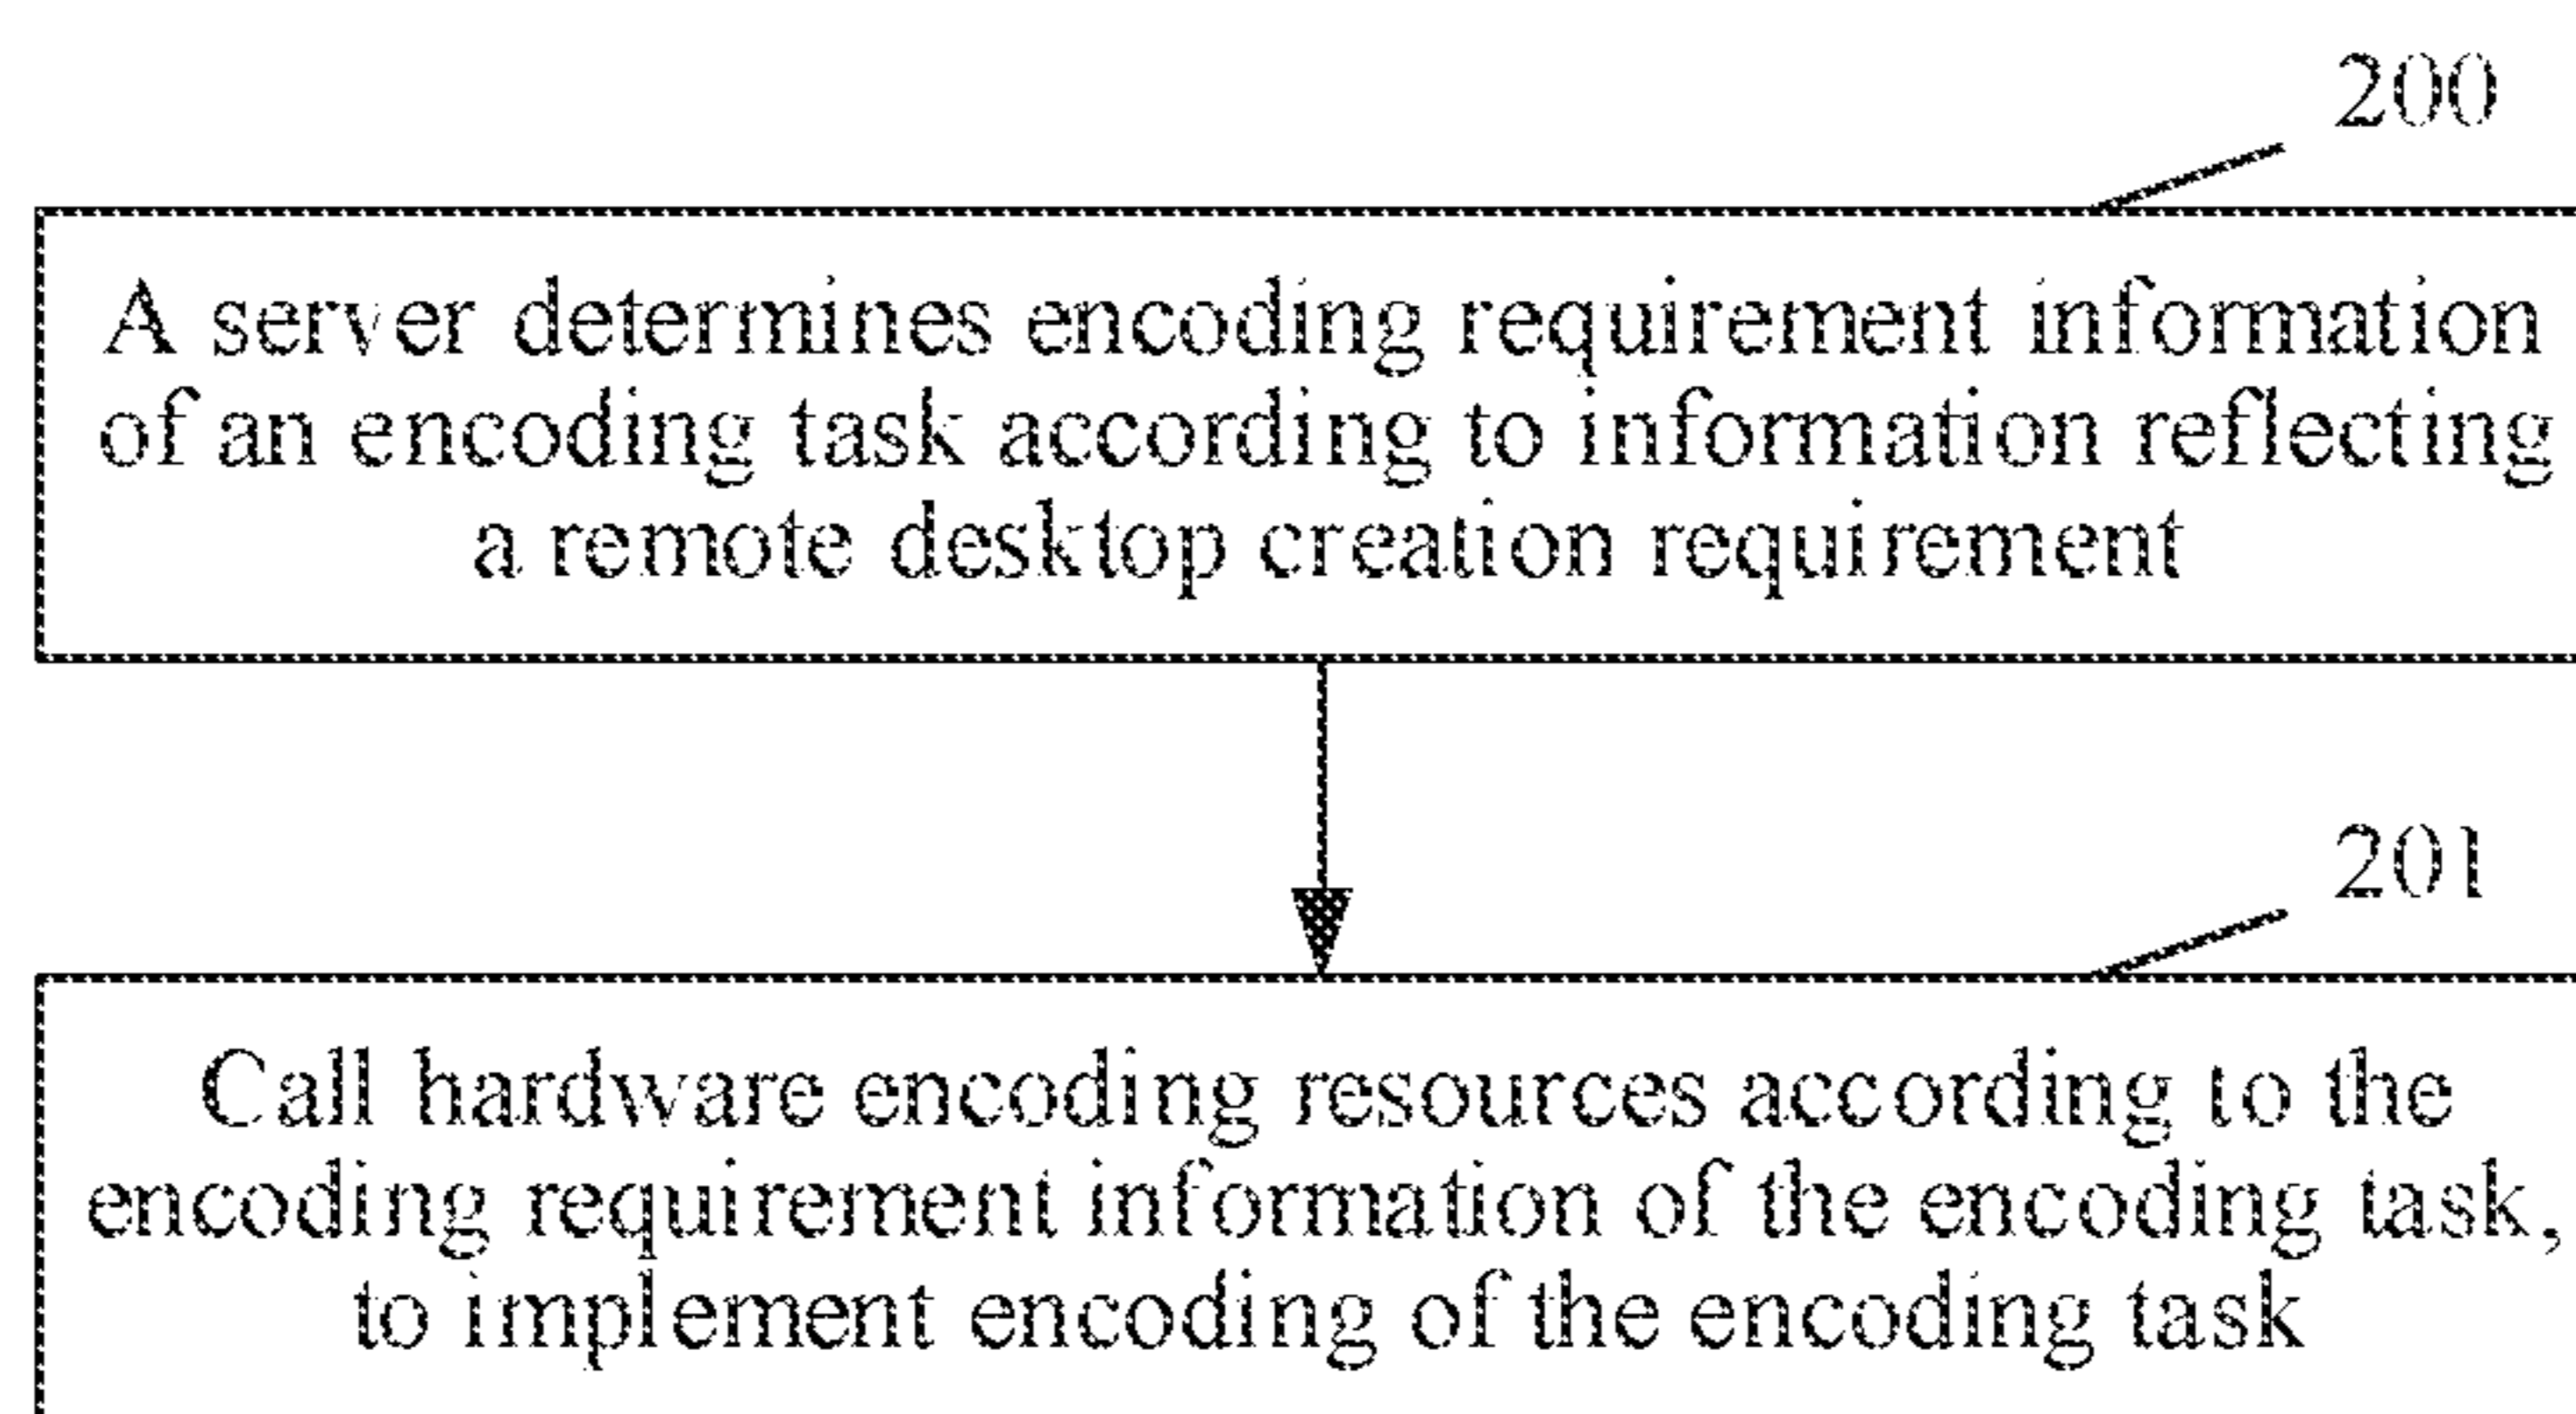 200
A server determines encoding requirement information
of an encoding task according to information reflecting
a remote desktop creation requirement
201
Call hardware encoding resources according to the
encoding requirement information of the encoding task,
to implement encoding of the encoding task